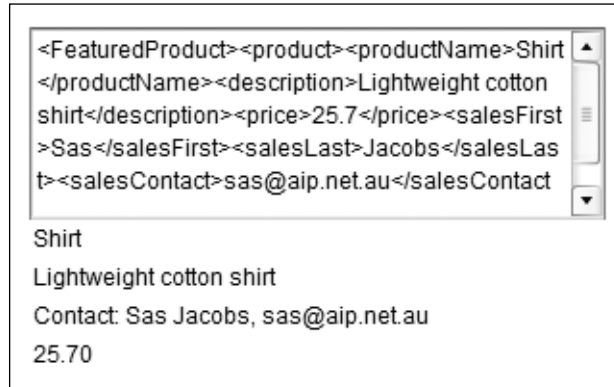 <FeaturedProduct><product><productName>Shirt
</productName><description>Lightweight cotton
shirt</description><price>25.7</price><salesFirst
>Sas</salesFirst><salesLast>Jacobs</salesLas
t><salesContact>sas@aip.net.au</salesContact
Shirt
Lightweight cotton shirt
Contact: Sas Jacobs, sas@aip.net.au
25.70